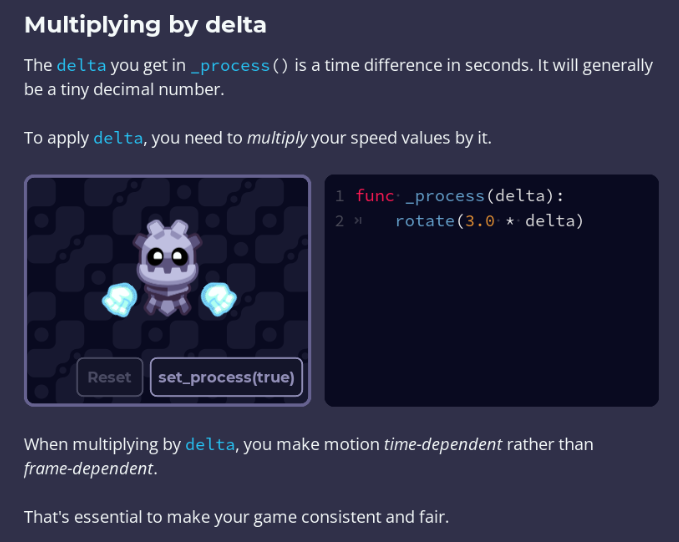 Multiplying by delta
The delta you get in _process() is a time difference in seconds. It will generally
be a tiny decimal number.
To apply delta, you need to multiply your speed values by it.
1 func _process(delta):
2 rotate(3.0 * delta)
Reset set_process(true)
When multiplying by delta, you make motion time-dependent rather than
frame-dependent.
That's essential to make your game consistent and fair.